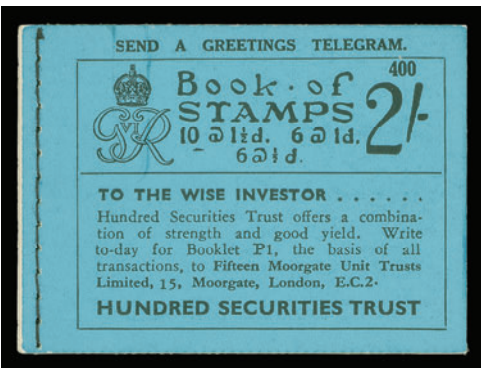 SEND A GREETINGS TELEGRAM.
GVIR
Book · of
400
STAMPS
2/-
10 @ 1½d. 6 @ 1d.
6 @ ½d.
TO THE WISE INVESTOR . . . . . .
Hundred Securities Trust offers a combina-
tion of strength and good yield. Write
to-day for Booklet P1, the basis of all
transactions, to Fifteen Moorgate Unit Trusts
Limited, 15, Moorgate, London, E.C.2.
HUNDRED SECURITIES TRUST